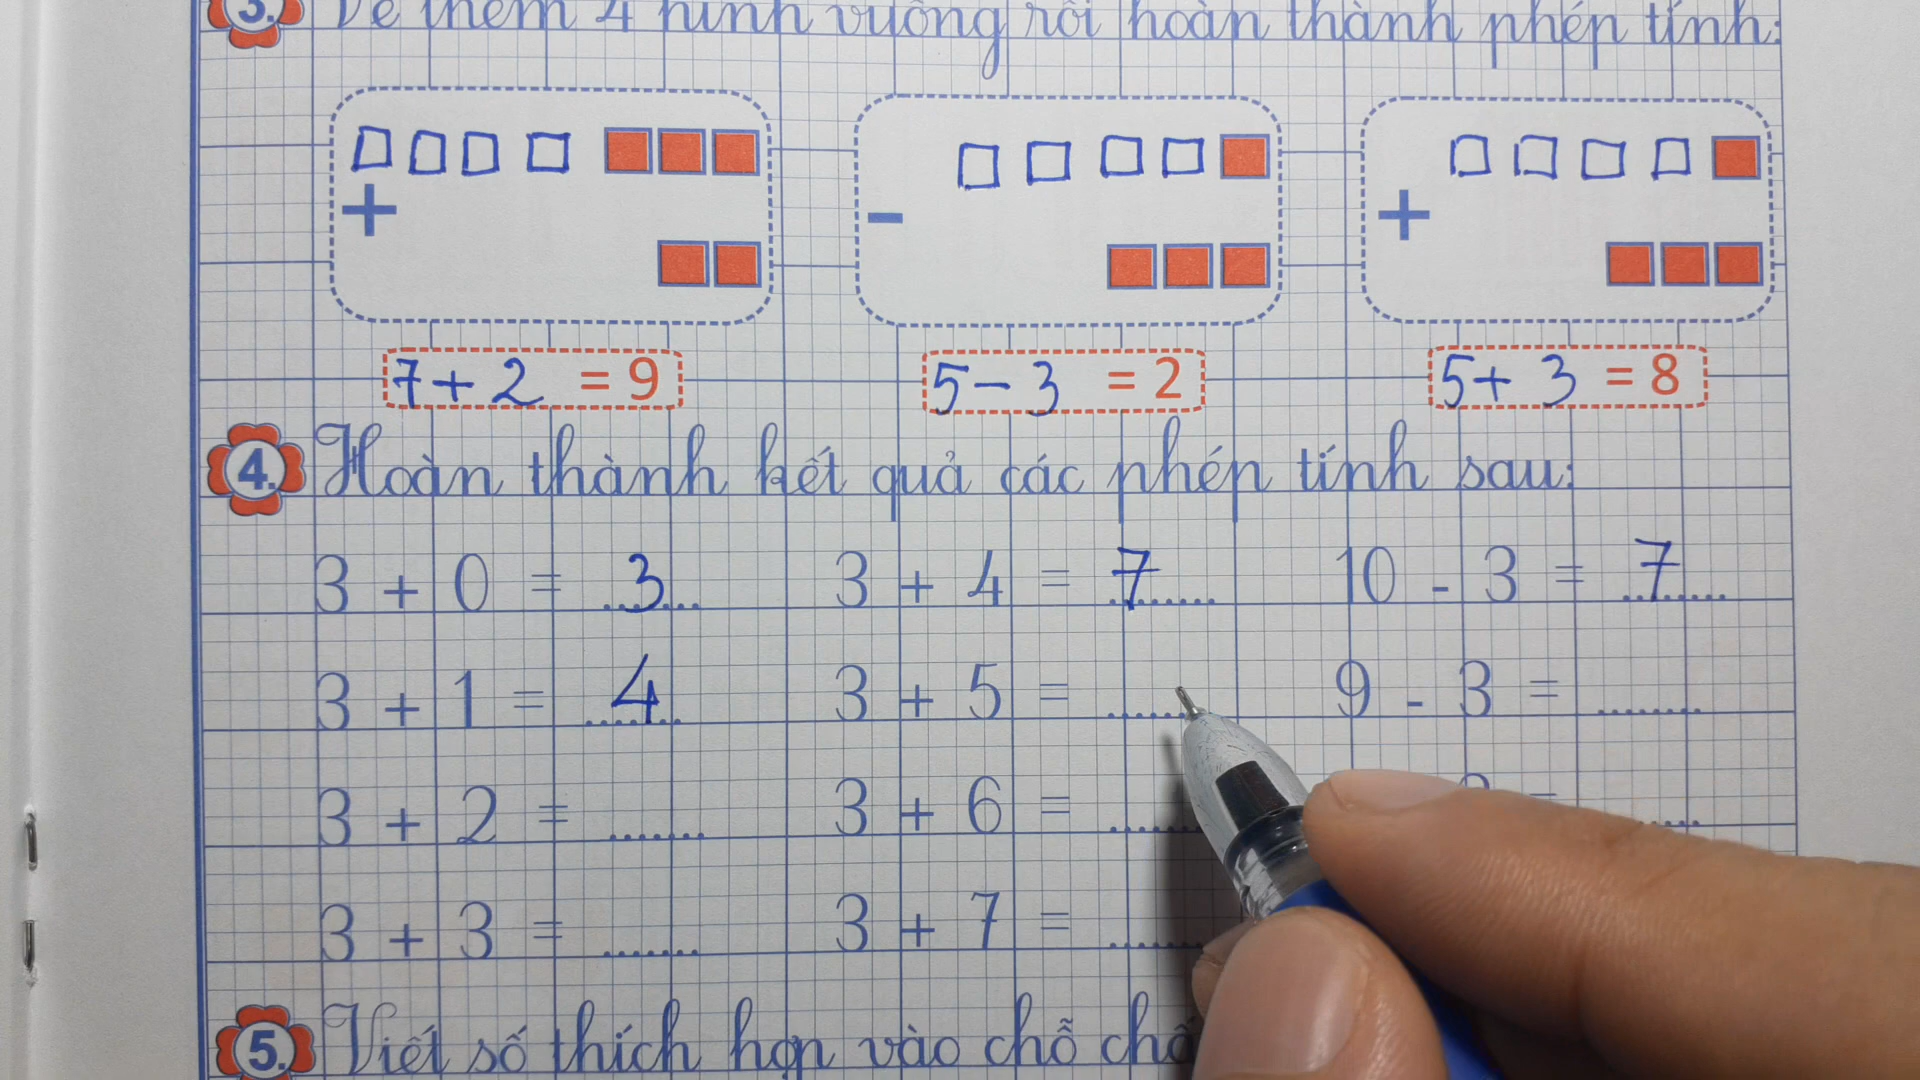 3. Vẽ thêm 4 hình vuông rồi hoàn thành phép tính:
+ - +
7 + 2 = 9 5 - 3 = 2 5 + 3 = 8
4. Hoàn thành kết quả các phép tính sau:
3 + 0 = 3 3 + 4 = 7 10 - 3 = 7
3 + 1 = 4 3 + 5 = ........ 9 - 3 = ........
3 + 2 = ........ 3 + 6 = ........
3 + 3 = ........ 3 + 7 = ........
5. Viết số thích hợp vào chỗ